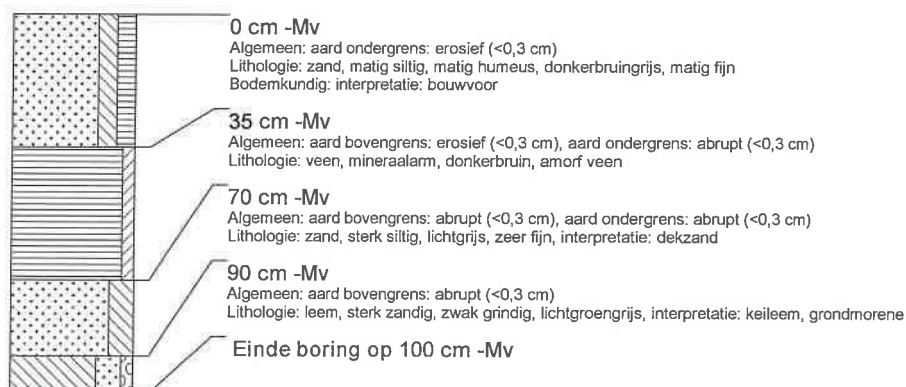 0 cm -Mv
Algemeen: aard ondergrens: erosief (<0,3 cm)
Lithologie: zand, matig siltig, matig humeus, donkerbruingrijs, matig fijn
Bodemkundig: interpretatie: bouwvoor
35 cm -Mv
Algemeen: aard bovengrens: erosief (<0,3 cm), aard ondergrens: abrupt (<0,3 cm)
Lithologie: veen, mineraalarm, donkerbruin, amorf veen
70 cm -Mv
Algemeen: aard bovengrens: abrupt (<0,3 cm), aard ondergrens: abrupt (<0,3 cm)
Lithologie: zand, sterk siltig, lichtgrijs, zeer fijn, interpretatie: dekzand
90 cm -Mv
Algemeen: aard bovengrens: abrupt (<0,3 cm)
Lithologie: leem, sterk zandig, zwak grindig, lichtgroengrijs, interpretatie: keileem, grondmorene
Einde boring op 100 cm -Mv